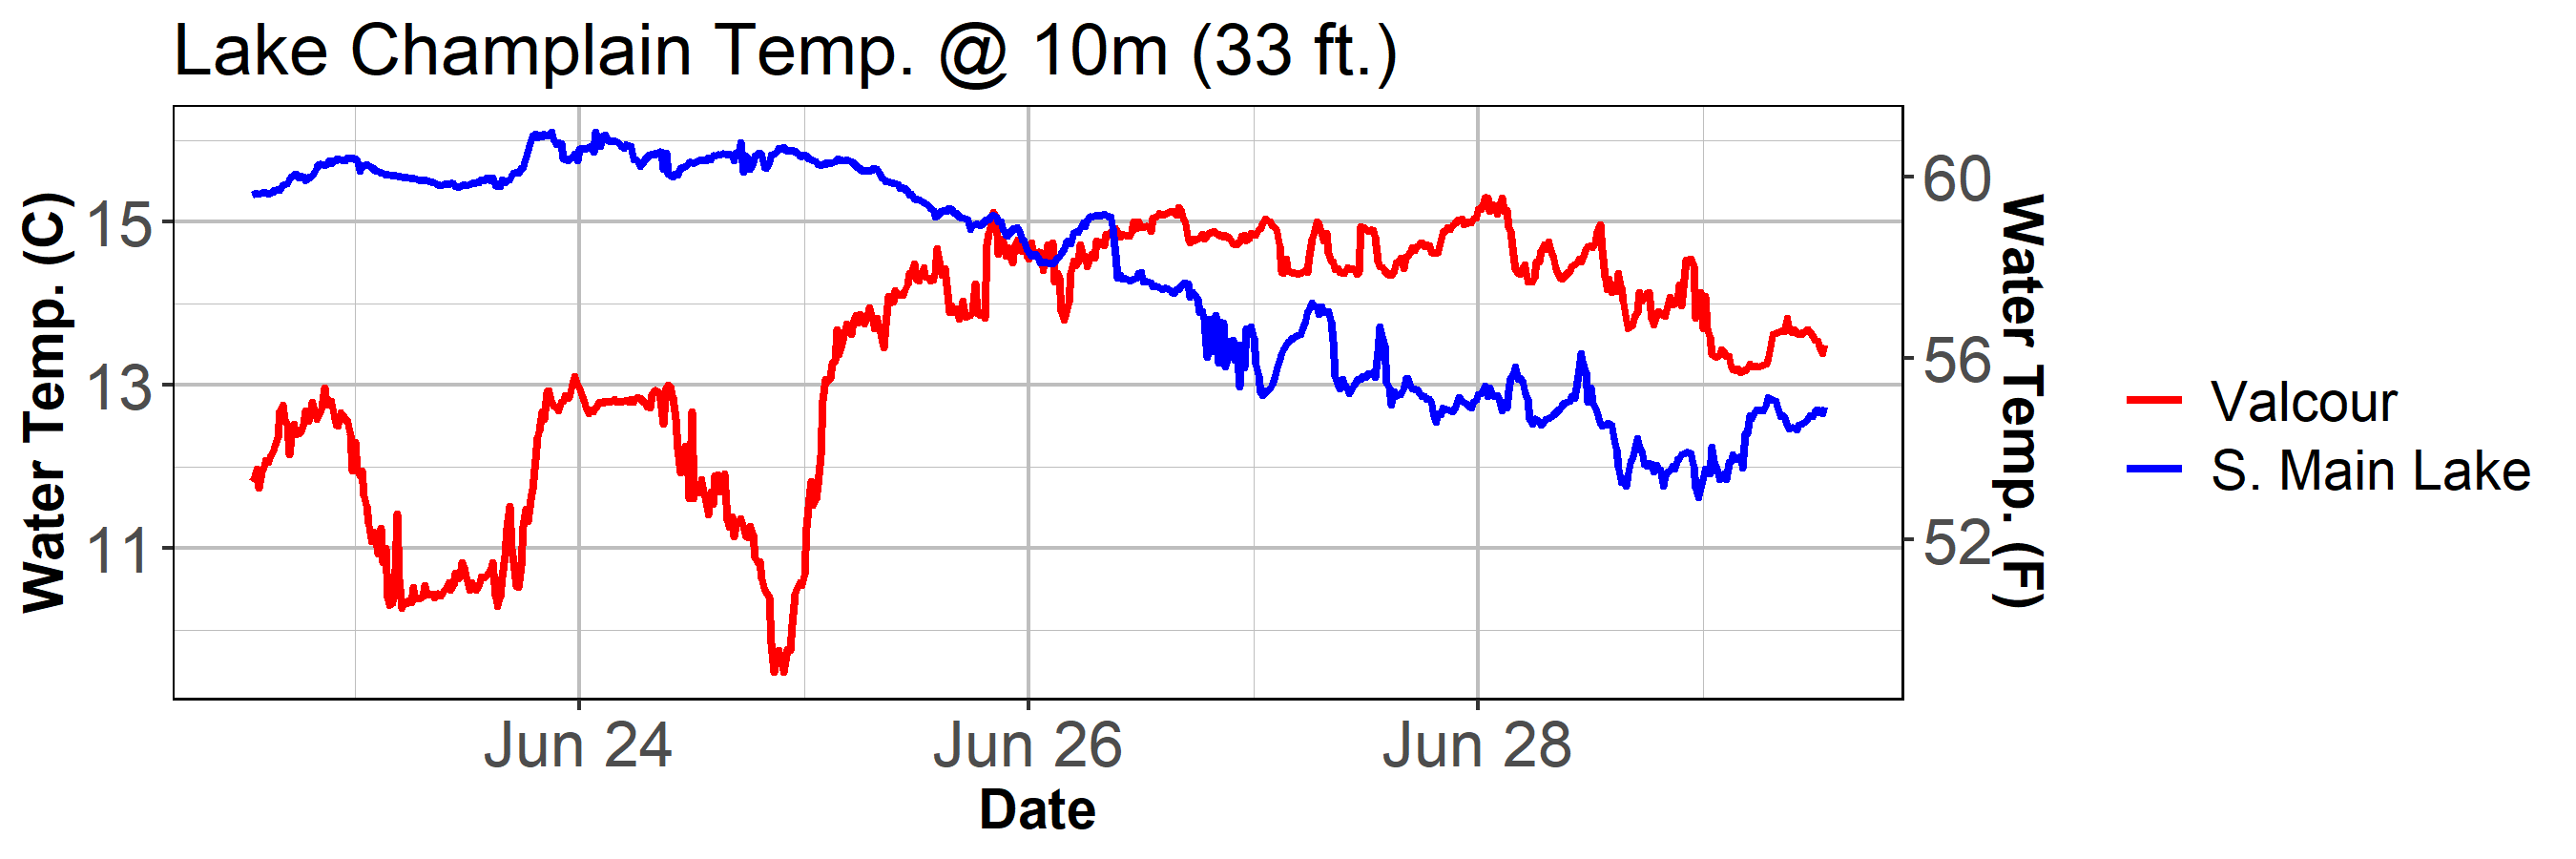 Lake Champlain Temp. @ 10m (33 ft.)
Water Temp. (C)
15
13
11
60
56
52
Water Temp. (F)
Jun 24
Jun 26
Jun 28
Date
Valcour
S. Main Lake